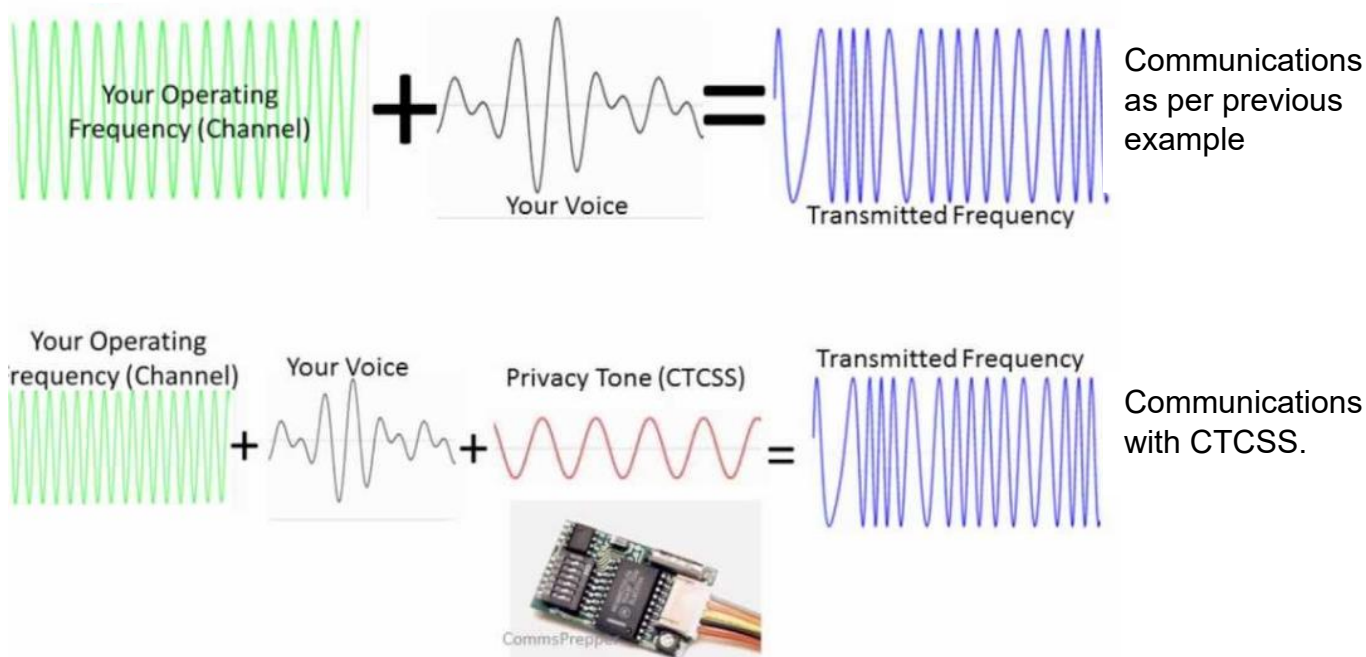 Your Operating
Frequency (Channel)
Your Voice
Transmitted Frequency
Communications
as per previous
example
Your Operating
requency (Channel)
Your Voice
Privacy Tone (CTCSS)
Transmitted Frequency
Communications
with CTCSS.
CommsPrepper